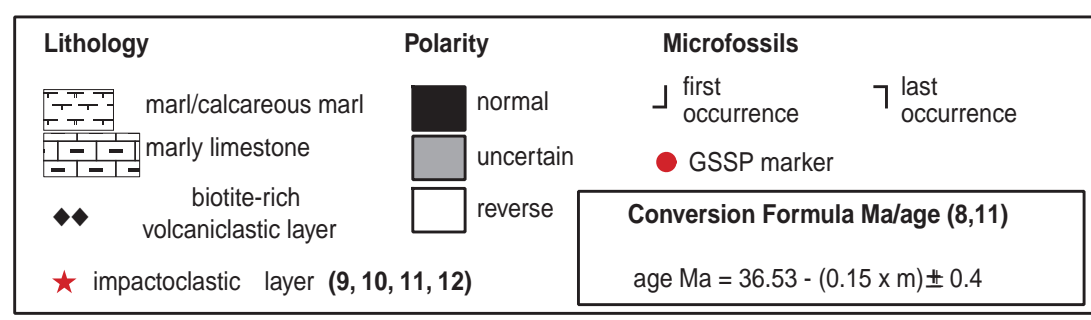 Lithology
marl/calcareous marl
marly limestone
biotite-rich
volcaniclastic layer
impactoclastic layer (9, 10, 11, 12)
Polarity
normal
uncertain
reverse
Microfossils
first
occurrence
last
occurrence
GSSP marker
Conversion Formula Ma/age (8,11)
age Ma = 36.53 - (0.15 x m) ± 0.4